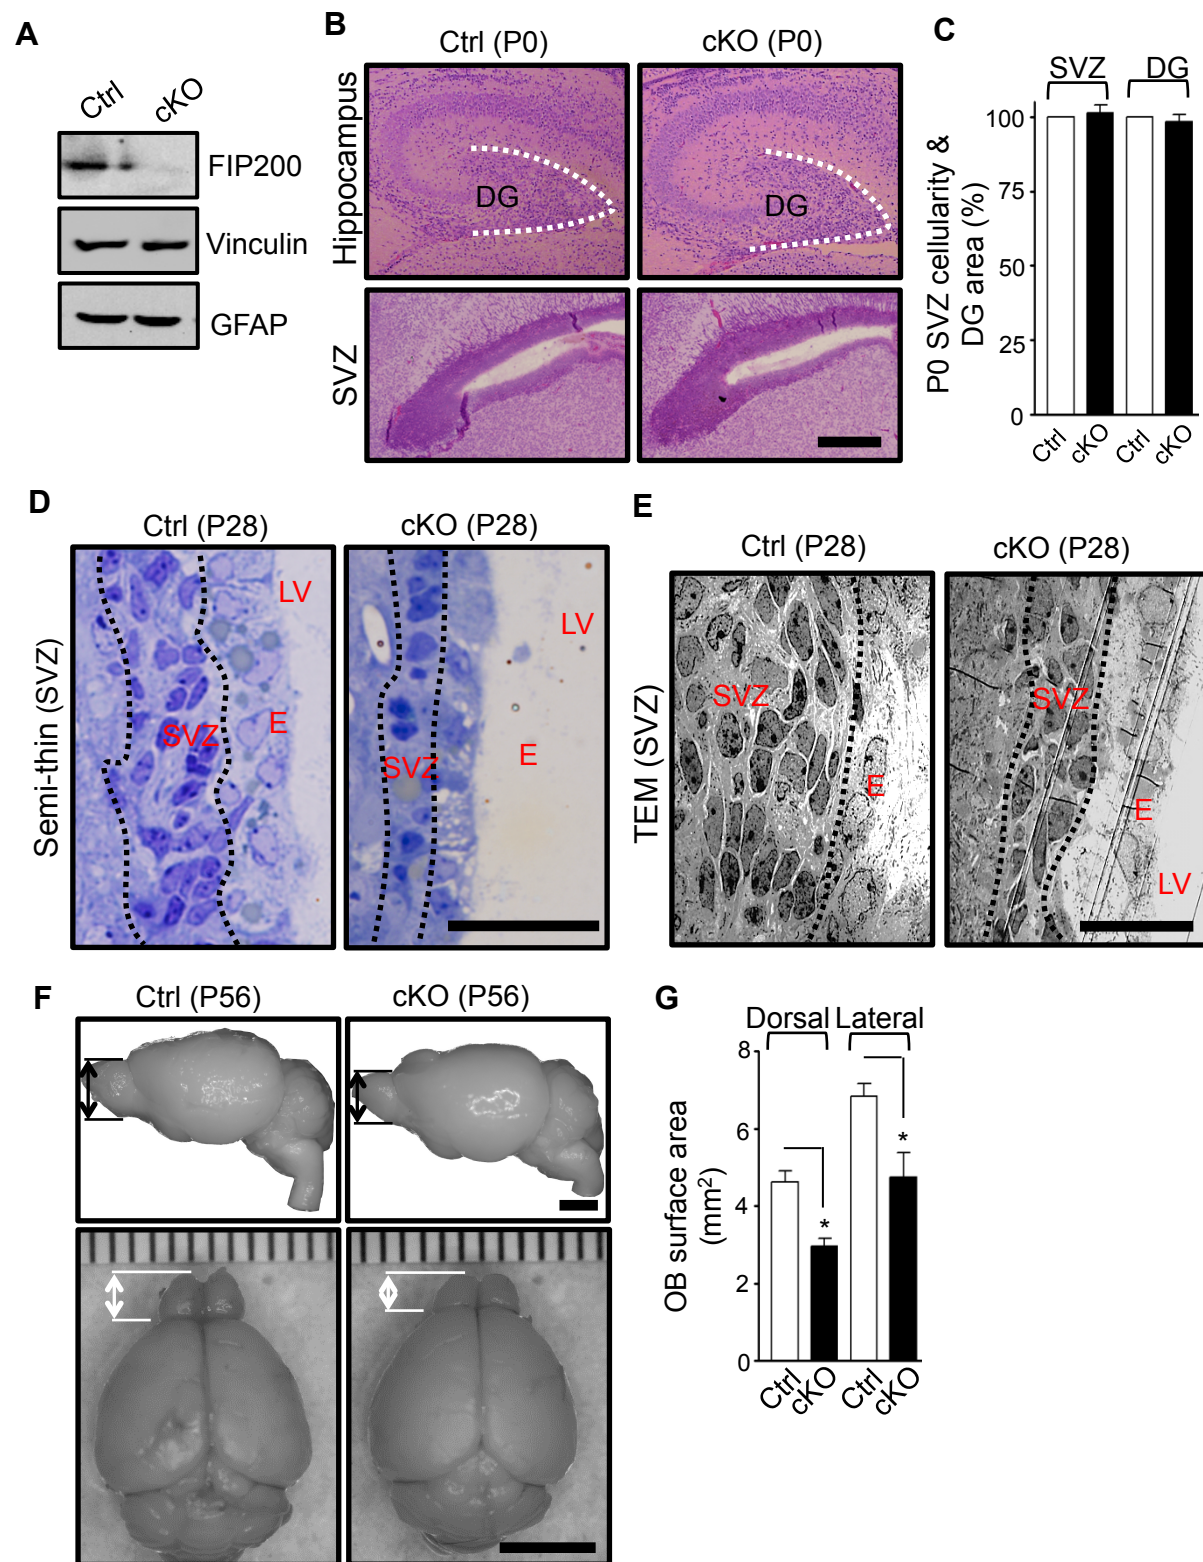 A
Ctrl
cKO
FIP200
Vinculin
GFAP
B
Ctrl (P0)
cKO (P0)
Hippocampus
DG
DG
SVZ
C
SVZ
DG
P0 SVZ cellularity &
DG area (%)
100
75
50
25
0
Ctrl
cKO
Ctrl
cKO
D
Ctrl (P28)
cKO (P28)
Semi-thin (SVZ)
LV
SVZ
E
LV
SVZ
E
E
Ctrl (P28)
cKO (P28)
TEM (SVZ)
SVZ
E
SVZ
E
LV
F
Ctrl (P56)
cKO (P56)
G
Dorsal
Lateral
OB surface area
(mm²)
8
6
4
2
0
*
*
Ctrl
cKO
Ctrl
cKO